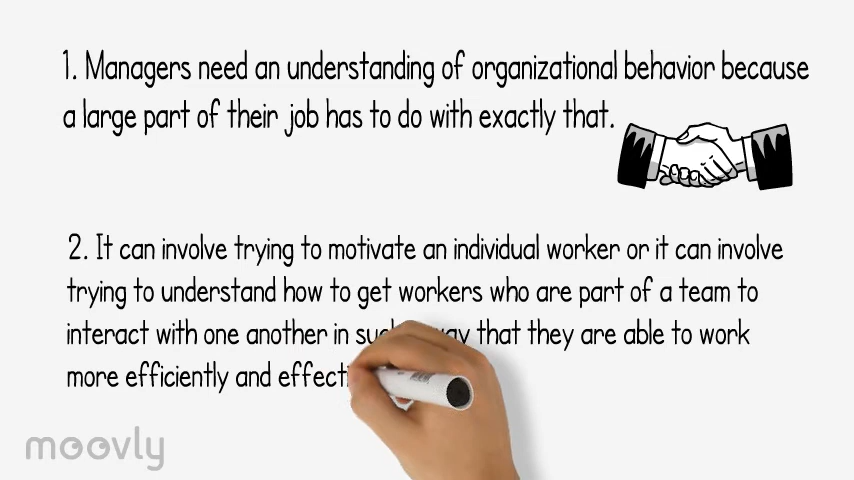 1. Managers need an understanding of organizational behavior because
a large part of their job has to do with exactly that.
2. It can involve trying to motivate an individual worker or it can involve
trying to understand how to get workers who are part of a team to
interact with one another in way that they are able to work
more efficiently and
moovly